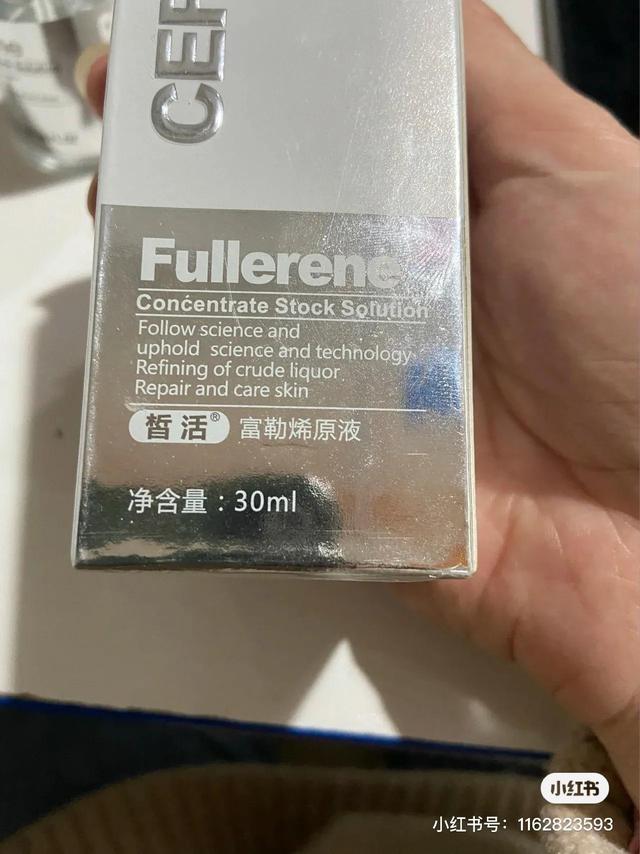 CER
Fullerene
Concentrate Stock Solution
Follow science and
uphold science and technology
Refining of crude liquor
Repair and care skin
皙活® 富勒烯原液
净含量：30ml
小红书
小红书号：1162823593